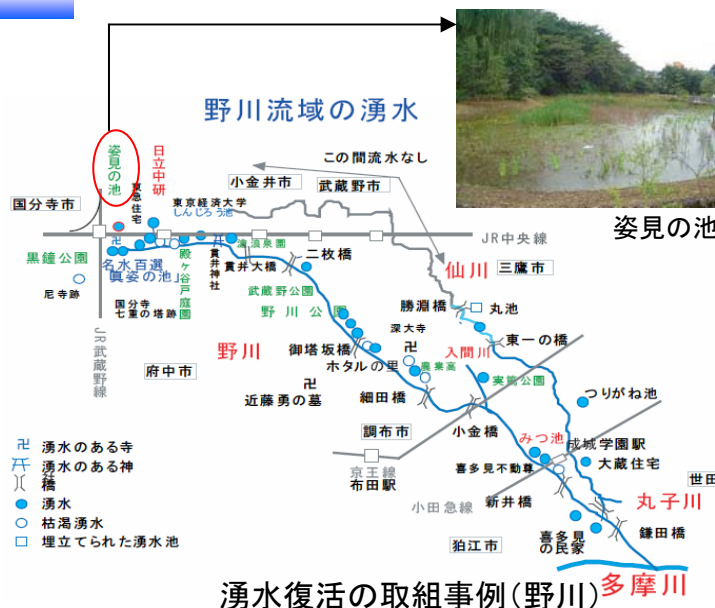 野川流域の湧水
姿見の池
姿見の池
日立中研
東急住宅
東京経済大学
しんじろう池
この間流水なし
小金井市
武蔵野市
国分寺市
JR中央線
黒鐘公園
名水百選
「真姿の池」
殿ヶ谷戸庭園
貫井神社
滄浪泉園
貫井大橋
二枚橋
仙川
三鷹市
尼寺跡
国分寺
七重の塔跡
武蔵野公園
野川公園
勝淵橋
丸池
JR武蔵野線
野川
御塔坂橋
深大寺
入間川
東一の橋
府中市
ホタルの里
農業高
実篤公園
近藤勇の墓
細田橋
つりがね池
調布市
小金橋
みつ池
成城学園駅
京王線
布田駅
喜多見不動尊
大蔵住宅
世田
小田急線
新井橋
丸子川
狛江市
喜多見
の民家
鎌田橋
卍 湧水のある寺
湧水のある神社
橋
湧水
枯渇湧水
埋立てられた湧水池
多摩川
湧水復活の取組事例(野川)